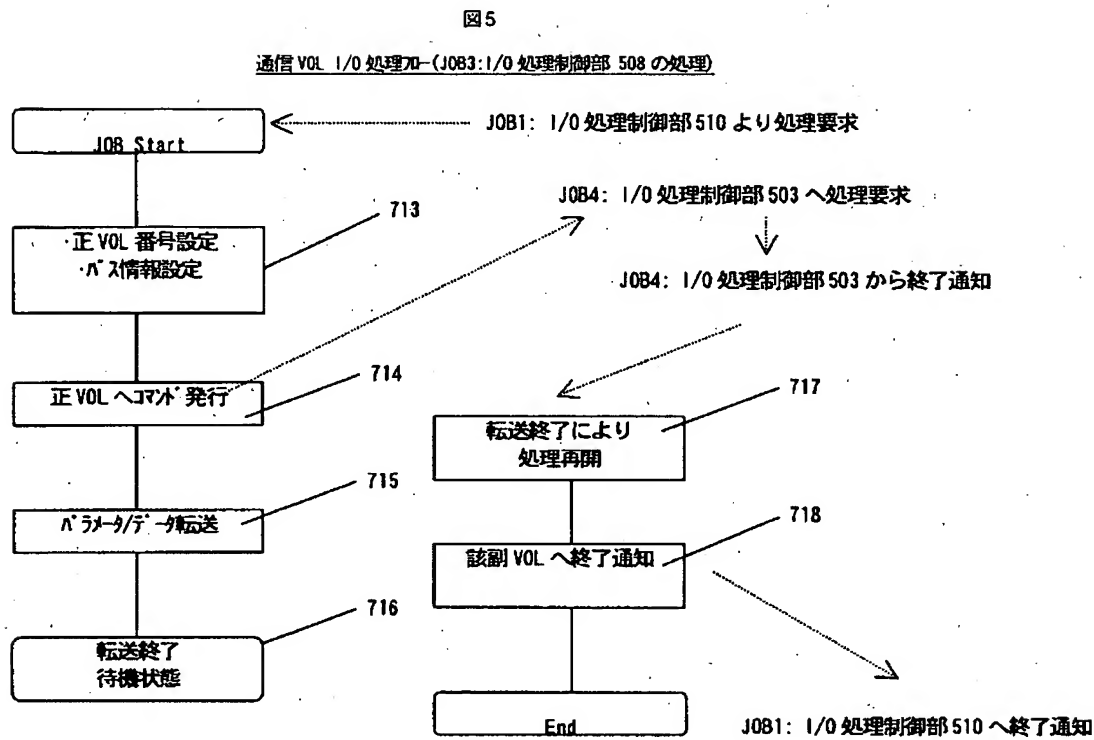 図5
通信 VOL I/O 処理フロー(JOB3:I/O 処理制御部 508 の処理)
JOB Start
JOB1: I/O 処理制御部 510 より処理要求
JOB4: I/O 処理制御部 503 へ処理要求
713
・正 VOL 番号設定
・パス情報設定
JOB4: I/O 処理制御部 503 から終了通知
714
正 VOL へコマンド発行
717
転送終了により
処理再開
715
パラメータ/データ転送
718
該副 VOL へ終了通知
716
転送終了
待機状態
End
JOB1: I/O 処理制御部 510 へ終了通知